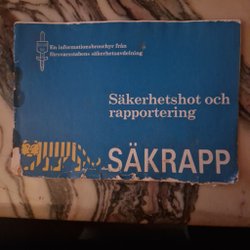 En informationsbroschyr från
försvarsstabens säkerhetsavdelning
Säkerhetshot och
rapportering
SÄKRAPP